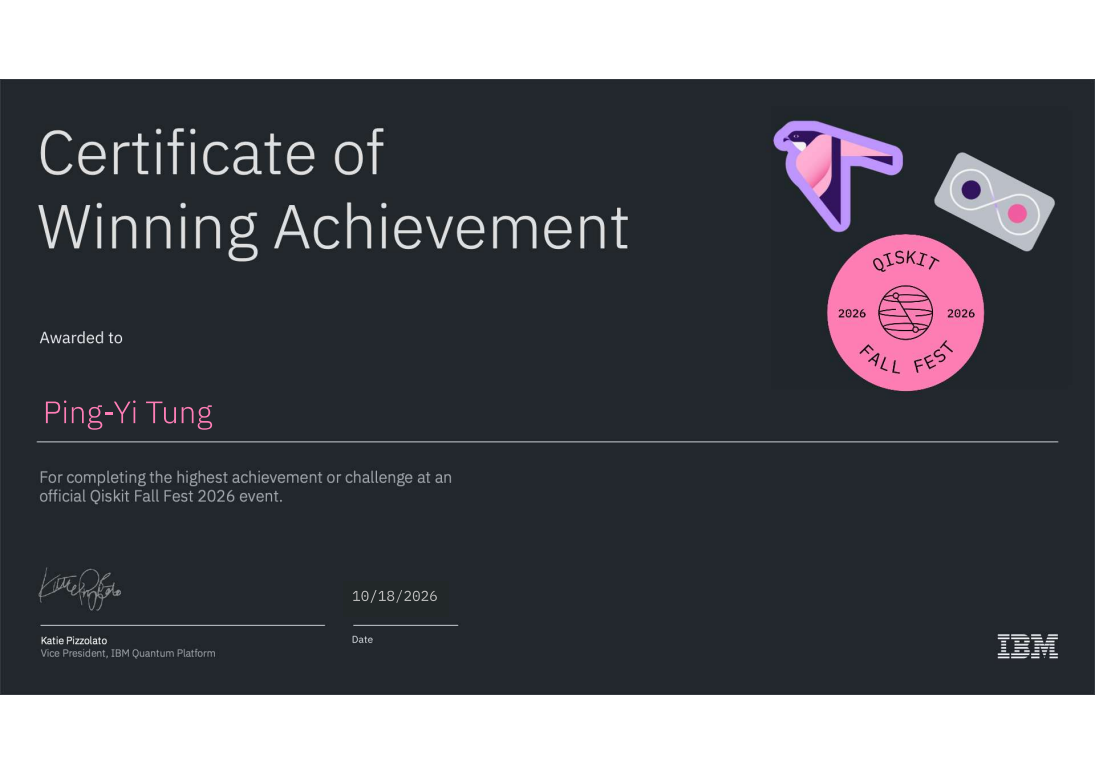 Certificate of
Winning Achievement
QISKIT
2026 2026
FALL FEST
Awarded to
Ping-Yi Tung
For completing the highest achievement or challenge at an
official Qiskit Fall Fest 2026 event.
10/18/2026
Katie Pizzolato
Vice President, IBM Quantum Platform
Date
IBM